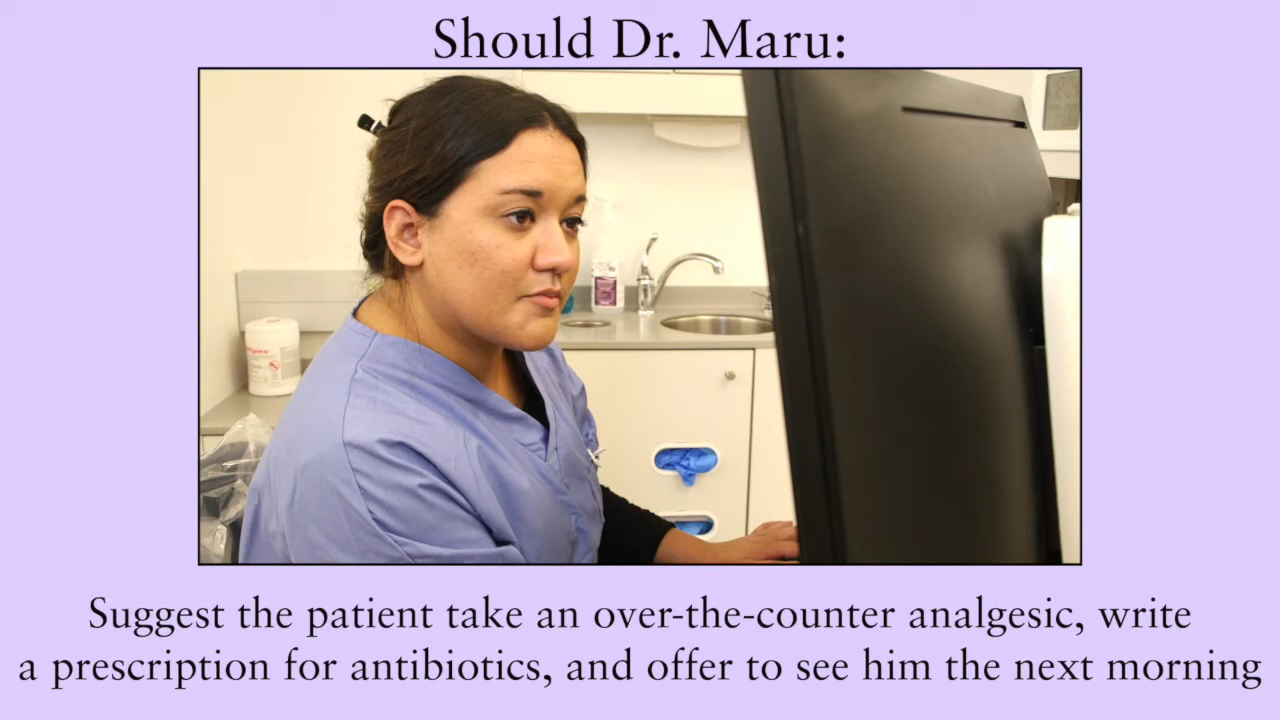 Should Dr. Maru:
Suggest the patient take an over-the-counter analgesic, write
a prescription for antibiotics, and offer to see him the next morning